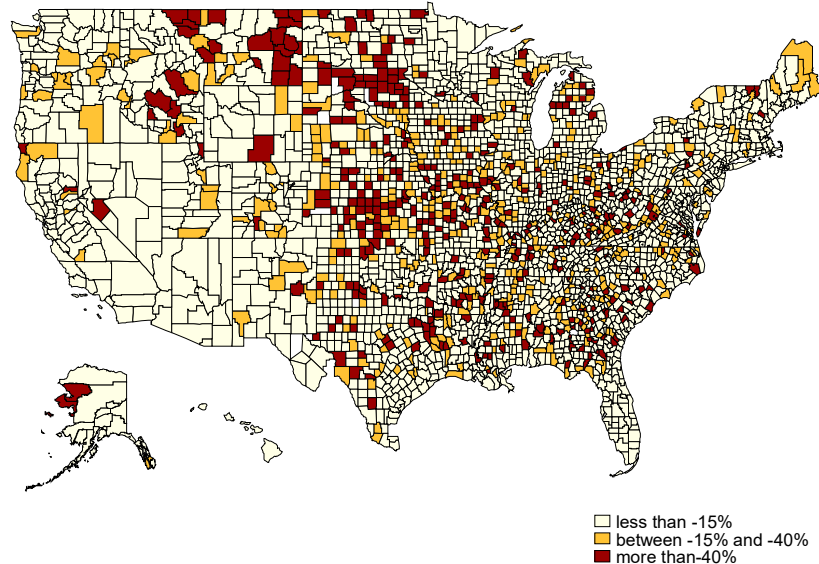 less than -15%
between -15% and -40%
more than-40%